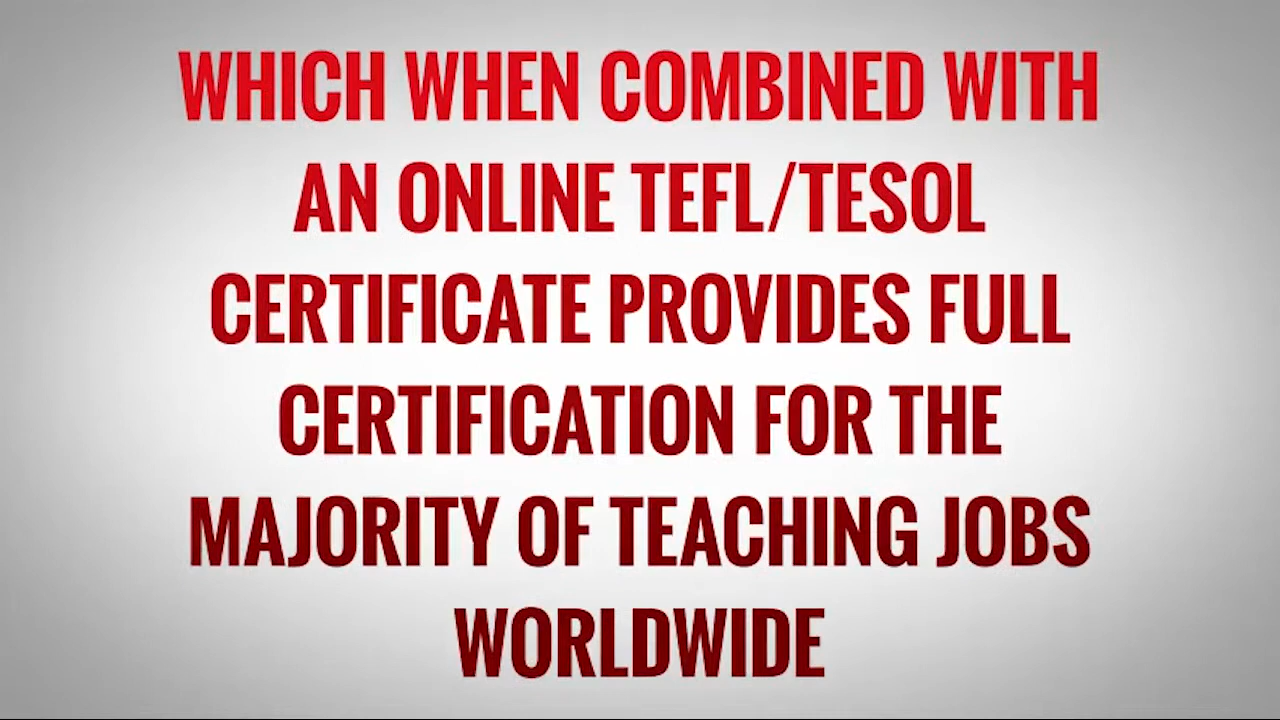 WHICH WHEN COMBINED WITH
AN ONLINE TEFL/TESOL
CERTIFICATE PROVIDES FULL
CERTIFICATION FOR THE
MAJORITY OF TEACHING JOBS
WORLDWIDE